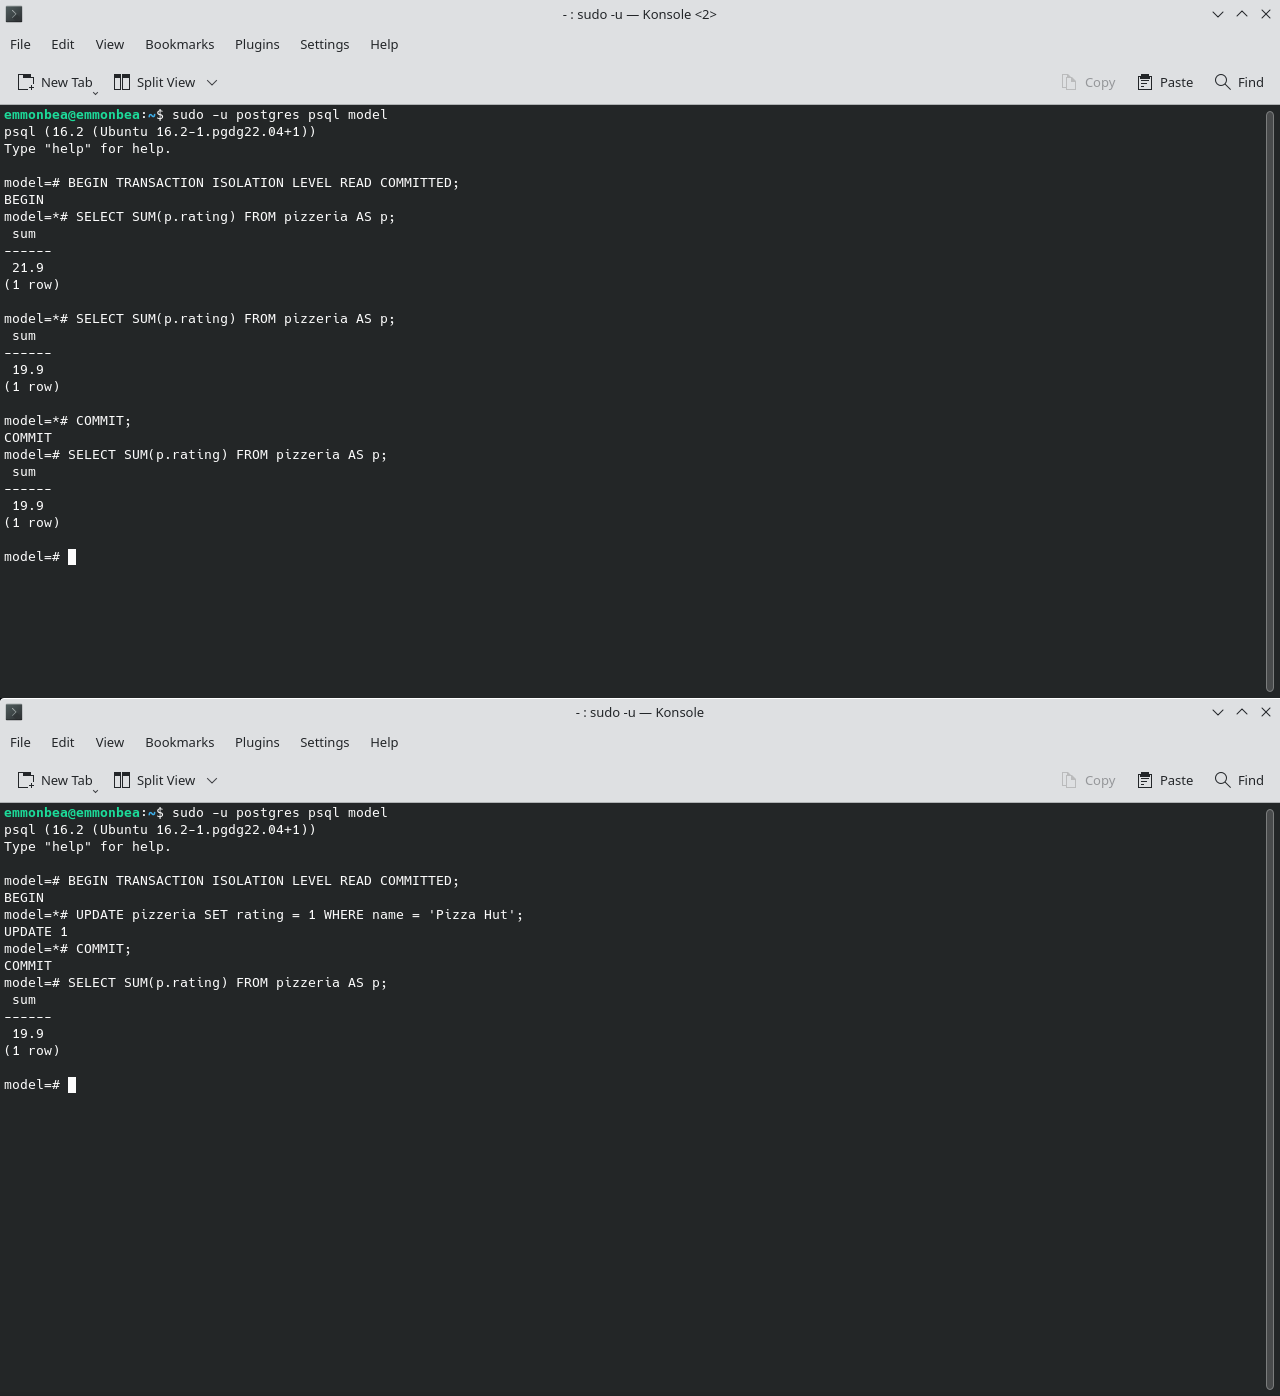 - : sudo -u — Konsole <2>
File Edit View Bookmarks Plugins Settings Help
New Tab Split View Copy Paste Find
emmonbea@emmonbea:~$ sudo -u postgres psql model
psql (16.2 (Ubuntu 16.2-1.pgdg22.04+1))
Type "help" for help.
model=# BEGIN TRANSACTION ISOLATION LEVEL READ COMMITTED;
BEGIN
model=*# SELECT SUM(p.rating) FROM pizzeria AS p;
sum
------
21.9
(1 row)
model=*# SELECT SUM(p.rating) FROM pizzeria AS p;
sum
------
19.9
(1 row)
model=*# COMMIT;
COMMIT
model=# SELECT SUM(p.rating) FROM pizzeria AS p;
sum
------
19.9
(1 row)
model=#
- : sudo -u — Konsole
File Edit View Bookmarks Plugins Settings Help
New Tab Split View Copy Paste Find
emmonbea@emmonbea:~$ sudo -u postgres psql model
psql (16.2 (Ubuntu 16.2-1.pgdg22.04+1))
Type "help" for help.
model=# BEGIN TRANSACTION ISOLATION LEVEL READ COMMITTED;
BEGIN
model=*# UPDATE pizzeria SET rating = 1 WHERE name = 'Pizza Hut';
UPDATE 1
model=*# COMMIT;
COMMIT
model=# SELECT SUM(p.rating) FROM pizzeria AS p;
sum
------
19.9
(1 row)
model=#